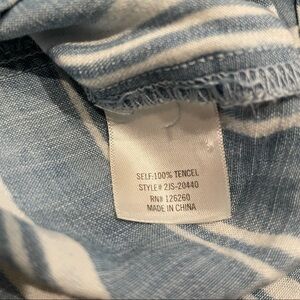 SELF:100% TENCEL
STYLE# 2JS-20440
RN# 126260
MADE IN CHINA